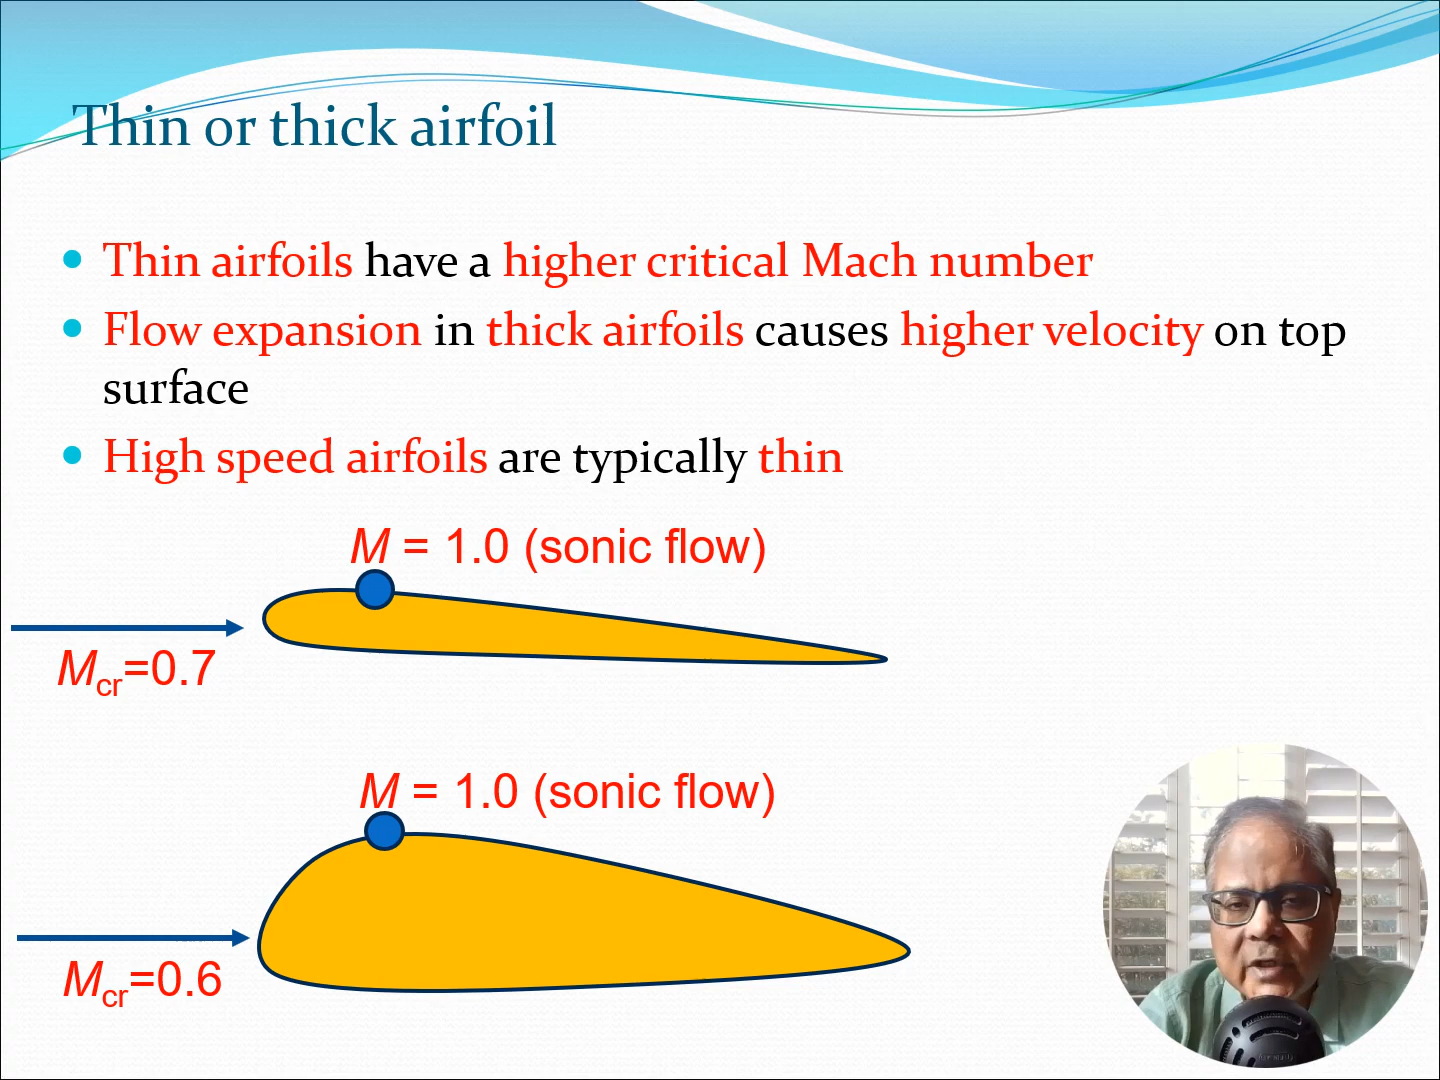 Thin or thick airfoil
Thin airfoils have a higher critical Mach number
Flow expansion in thick airfoils causes higher velocity on top
surface
High speed airfoils are typically thin
M = 1.0 (sonic flow)
Mcr=0.7
M = 1.0 (sonic flow)
Mcr=0.6